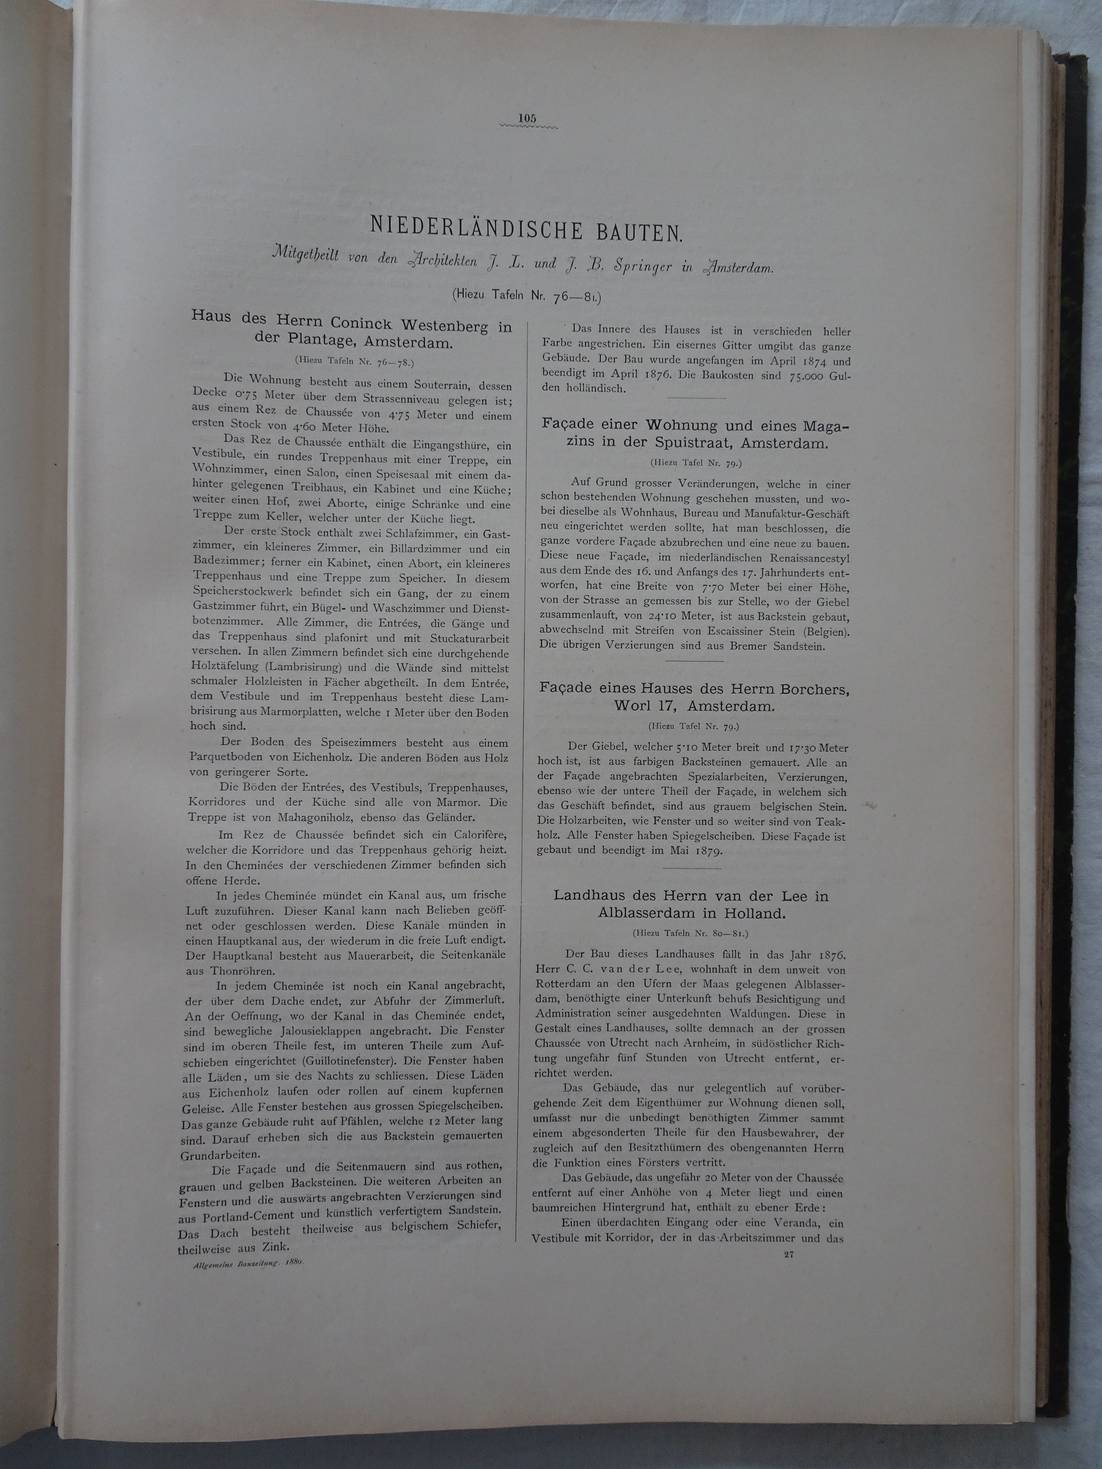 105
NIEDERLÄNDISCHE BAUTEN.
Mitgetheilt von den Architekten J. L. und J. B. Springer in Amsterdam.
(Hiezu Tafeln Nr. 76—81.)
Haus des Herrn Coninck Westenberg in
der Plantage, Amsterdam.
(Hiezu Tafeln Nr. 76—78.)
Die Wohnung besteht aus einem Souterrain, dessen
Decke 0·75 Meter über dem Strassenniveau gelegen ist;
aus einem Rez de Chaussée von 4·75 Meter und einem
ersten Stock von 4·60 Meter Höhe.
Das Rez de Chaussée enthält die Eingangsthüre, ein
Vestibule, ein rundes Treppenhaus mit einer Treppe, ein
Wohnzimmer, einen Salon, einen Speisesaal mit einem da-
hinter gelegenen Treibhaus, ein Kabinet und eine Küche;
weiter einen Hof, zwei Aborte, einige Schränke und eine
Treppe zum Keller, welcher unter der Küche liegt.
Der erste Stock enthält zwei Schlafzimmer, ein Gast-
zimmer, ein kleineres Zimmer, ein Billardzimmer und ein
Badezimmer; ferner ein Kabinet, einen Abort, ein kleineres
Treppenhaus und eine Treppe zum Speicher. In diesem
Speicherstockwerk befindet sich ein Gang, der zu einem
Gastzimmer führt, ein Bügel- und Waschzimmer und Dienst-
botenzimmer. Alle Zimmer, die Entrées, die Gänge und
das Treppenhaus sind plafonirt und mit Stuckaturarbeit
versehen. In allen Zimmern befindet sich eine durchgehende
Holztäfelung (Lambrisirung) und die Wände sind mittelst
schmaler Holzleisten in Fächer abgetheilt. In dem Entrée,
dem Vestibule und im Treppenhaus besteht diese Lam-
brisirung aus Marmorplatten, welche 1 Meter über den Boden
hoch sind.
Der Boden des Speisezimmers besteht aus einem
Parquetboden von Eichenholz. Die anderen Böden aus Holz
von geringerer Sorte.
Die Böden der Entrées, des Vestibuls, Treppenhauses,
Korridores und der Küche sind alle von Marmor. Die
Treppe ist von Mahagoniholz, ebenso das Geländer.
Im Rez de Chaussée befindet sich ein Calorifère,
welcher die Korridore und das Treppenhaus gehörig heizt.
In den Cheminées der verschiedenen Zimmer befinden sich
offene Herde.
In jedes Cheminée mündet ein Kanal aus, um frische
Luft zuzuführen. Dieser Kanal kann nach Belieben geöff-
net oder geschlossen werden. Diese Kanäle münden in
einen Hauptkanal aus, der wiederum in die freie Luft endigt.
Der Hauptkanal besteht aus Mauerarbeit, die Seitenkanäle
aus Thonröhren.
In jedem Cheminée ist noch ein Kanal angebracht,
der über dem Dache endet, zur Abfuhr der Zimmerluft.
An der Oeffnung, wo der Kanal in das Cheminée endet,
sind bewegliche Jalousieklappen angebracht. Die Fenster
sind im oberen Theile fest, im unteren Theile zum Auf-
schieben eingerichtet (Guillotinefenster). Die Fenster haben
alle Läden, um sie des Nachts zu schliessen. Diese Läden
aus Eichenholz laufen oder rollen auf einem kupfernen
Geleise. Alle Fenster bestehen aus grossen Spiegelscheiben.
Das ganze Gebäude ruht auf Pfählen, welche 12 Meter lang
sind. Darauf erheben sich die aus Backstein gemauerten
Grundarbeiten.
Die Façade und die Seitenmauern sind aus rothen,
grauen und gelben Backsteinen. Die weiteren Arbeiten an
Fenstern und die auswärts angebrachten Verzierungen sind
aus Portland-Cement und künstlich verfertigtem Sandstein.
Das Dach besteht theilweise aus belgischem Schiefer,
theilweise aus Zink.
Allgemeine Bauzeitung. 1880.
Das Innere des Hauses ist in verschieden heller
Farbe angestrichen. Ein eisernes Gitter umgibt das ganze
Gebäude. Der Bau wurde angefangen im April 1874 und
beendigt im April 1876. Die Baukosten sind 75.000 Gul-
den holländisch.
Façade einer Wohnung und eines Maga-
zins in der Spuistraat, Amsterdam.
(Hiezu Tafel Nr. 79.)
Auf Grund grosser Veränderungen, welche in einer
schon bestehenden Wohnung geschehen mussten, und wo-
bei dieselbe als Wohnhaus, Bureau und Manufaktur-Geschäft
neu eingerichtet werden sollte, hat man beschlossen, die
ganze vordere Façade abzubrechen und eine neue zu bauen.
Diese neue Façade, im niederländischen Renaissancestyl
aus dem Ende des 16. und Anfangs des 17. Jahrhunderts ent-
worfen, hat eine Breite von 7·70 Meter bei einer Höhe,
von der Strasse an gemessen bis zur Stelle, wo der Giebel
zusammenlauft, von 24·10 Meter, ist aus Backstein gebaut,
abwechselnd mit Streifen von Escaissiner Stein (Belgien).
Die übrigen Verzierungen sind aus Bremer Sandstein.
Façade eines Hauses des Herrn Borchers,
Worl 17, Amsterdam.
(Hiezu Tafel Nr. 79.)
Der Giebel, welcher 5·10 Meter breit und 17·30 Meter
hoch ist, ist aus farbigen Backsteinen gemauert. Alle an
der Façade angebrachten Spezialarbeiten, Verzierungen,
ebenso wie der untere Theil der Façade, in welchem sich
das Geschäft befindet, sind aus grauem belgischen Stein.
Die Holzarbeiten, wie Fenster und so weiter sind von Teak-
holz. Alle Fenster haben Spiegelscheiben. Diese Façade ist
gebaut und beendigt im Mai 1879.
Landhaus des Herrn van der Lee in
Alblasserdam in Holland.
(Hiezu Tafeln Nr. 80—81.)
Der Bau dieses Landhauses fällt in das Jahr 1876.
Herr C. C. van der Lee, wohnhaft in dem unweit von
Rotterdam an den Ufern der Maas gelegenen Alblasser-
dam, benöthigte einer Unterkunft behufs Besichtigung und
Administration seiner ausgedehnten Waldungen. Diese in
Gestalt eines Landhauses, sollte demnach an der grossen
Chaussée von Utrecht nach Arnheim, in südöstlicher Rich-
tung ungefähr fünf Stunden von Utrecht entfernt, er-
richtet werden.
Das Gebäude, das nur gelegentlich auf vorüber-
gehende Zeit dem Eigenthümer zur Wohnung dienen soll,
umfasst nur die unbedingt benöthigten Zimmer sammt
einem abgesonderten Theile für den Hausbewahrer, der
zugleich auf den Besitzthümern des obengenannten Herrn
die Funktion eines Försters vertritt.
Das Gebäude, das ungefähr 20 Meter von der Chaussée
entfernt auf einer Anhöhe von 4 Meter liegt und einen
baumreichen Hintergrund hat, enthält zu ebener Erde:
Einen überdachten Eingang oder eine Veranda, ein
Vestibule mit Korridor, der in das Arbeitszimmer und das
27